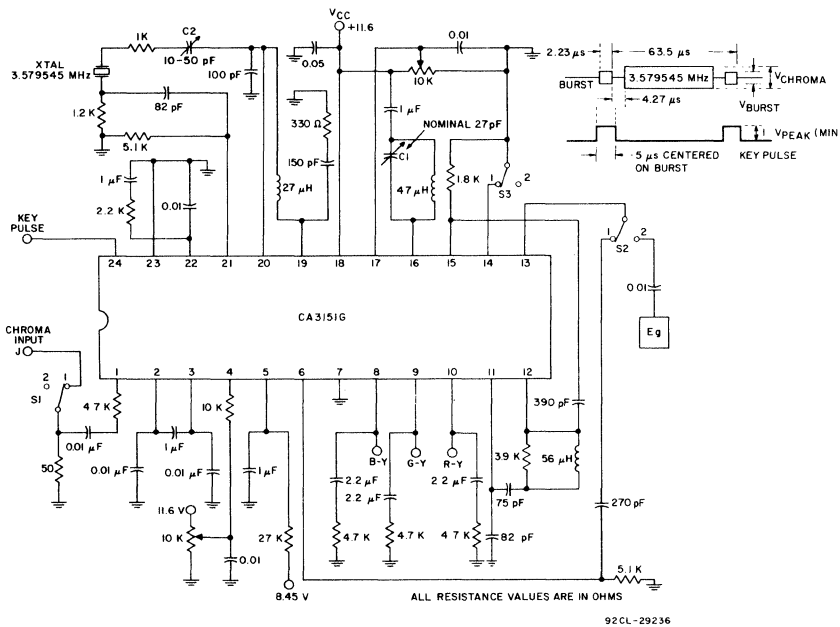 VCC
+11.6
1K
C2
10-50 pF
XTAL
3.579545 MHz
100 pF
0.05
0.01
10K
82 pF
1.2 K
5.1 K
330 Ω
150 pF
27 μH
1 μF
NOMINAL 27pF
C1
47 μH
1.8 K
1 2
S3
1 μF
2.2 K
0.01
KEY
PULSE
2.23 μs
63.5 μs
BURST
3.579545 MHz
VCHROMA
VBURST
4.27 μs
VPEAK (MIN
5 μs CENTERED
ON BURST
KEY PULSE
1 2
S2
0.01
Eg
24 23 22 21 20 19 18 17 16 15 14 13
CA3151G
1 2 3 4 5 6 7 8 9 10 11 12
CHROMA
INPUT
J
2 1
S1
4.7 K
0.01 μF
50
1 μF
0.01 μF
0.01 μF
10 K
11.6 V
10 K
0.01
1 μF
27 K
8.45 V
B-Y
G-Y
R-Y
2.2 μF
2.2 μF
2.2 μF
4.7 K
4.7 K
4.7 K
390 pF
3.9 K
56 μH
75 pF
82 pF
270 pF
5.1 K
ALL RESISTANCE VALUES ARE IN OHMS
92CL-29236